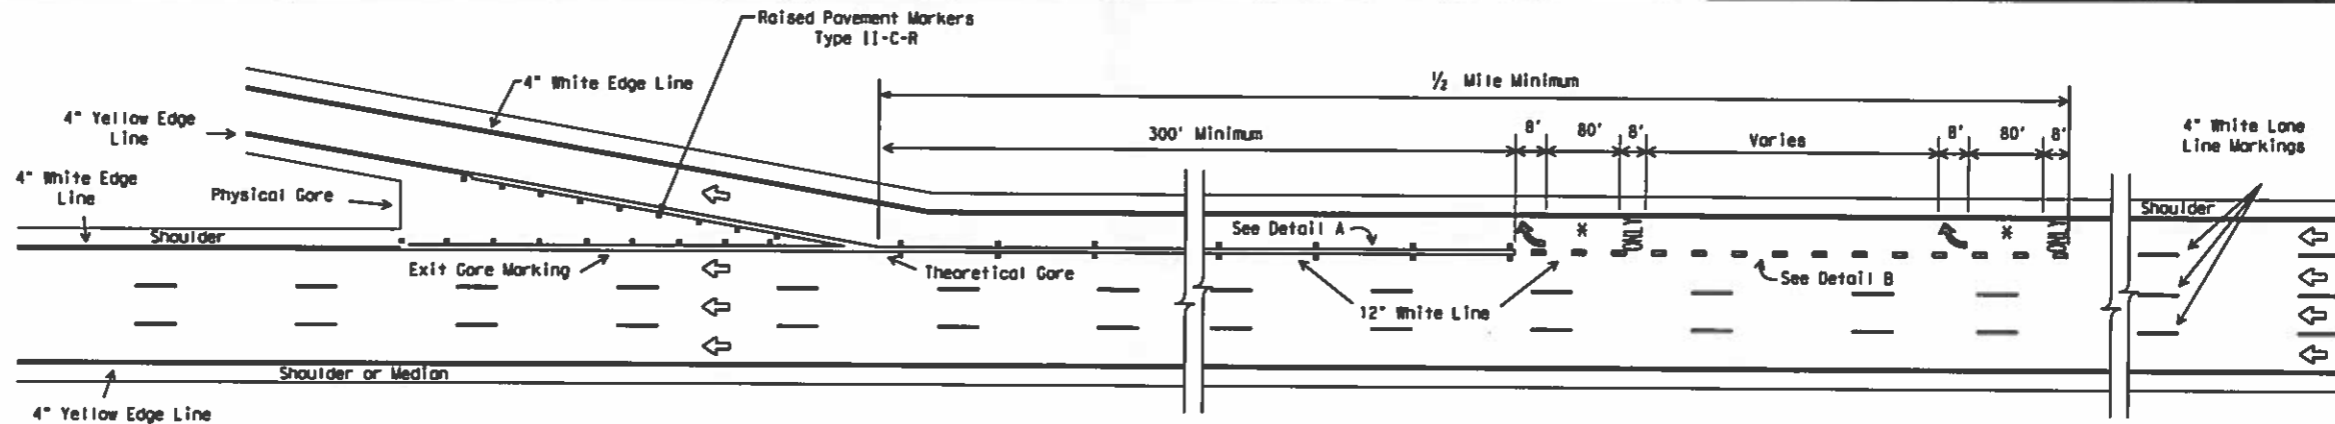 Raised Pavement Markers
Type II-C-R
4" White Edge Line
½ Mile Minimum
4" Yellow Edge
Line
300' Minimum
8'
80'
8'
Varies
8'
80'
8'
4" White Lane
Line Markings
4" White Edge
Line
Physical Gore
Shoulder
See Detail A
*
ONLY
*
ONLY
Shoulder
Exit Gore Marking
Theoretical Gore
See Detail B
12" White Line
Shoulder or Median
4" Yellow Edge Line